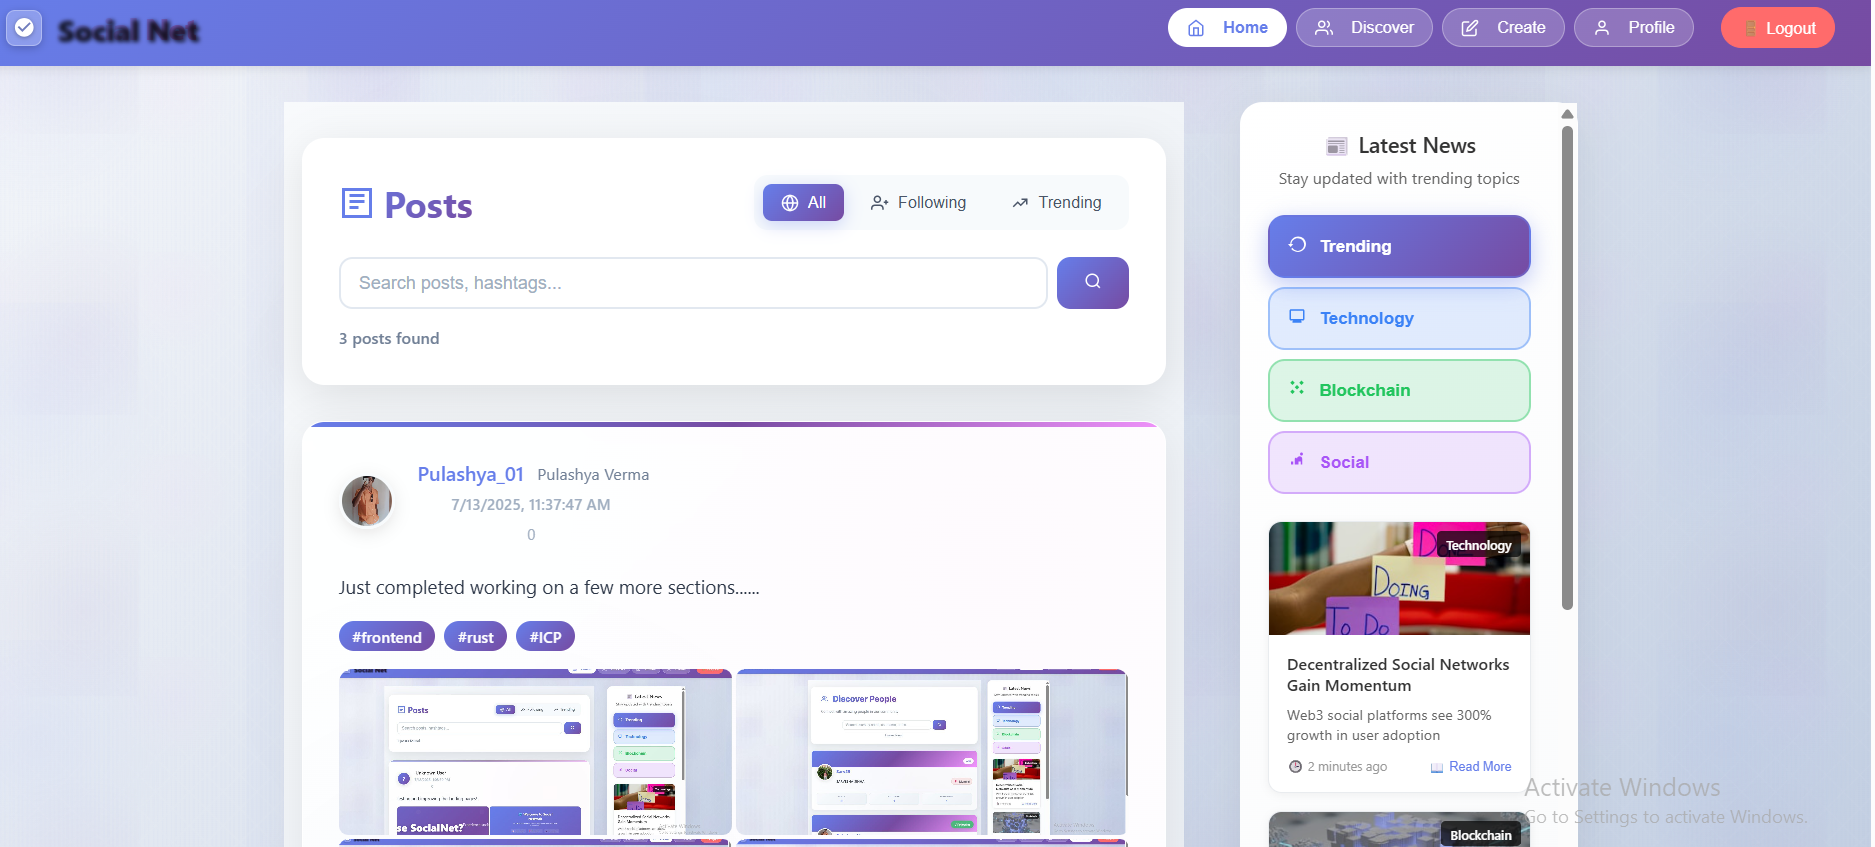 Social Net
Home
Discover
Create
Profile
Logout
Posts
All
Following
Trending
Search posts, hashtags...
3 posts found
Pulashya_01 Pulashya Verma
7/13/2025, 11:37:47 AM
0
Just completed working on a few more sections......
#frontend #rust #ICP
Posts
Discover People
Latest News
Stay updated with trending topics
Trending
Technology
Blockchain
Social
Technology
DOING
To Do
Decentralized Social Networks
Gain Momentum
Web3 social platforms see 300%
growth in user adoption
2 minutes ago
Read More
Blockchain
Activate Windows
Go to Settings to activate Windows.